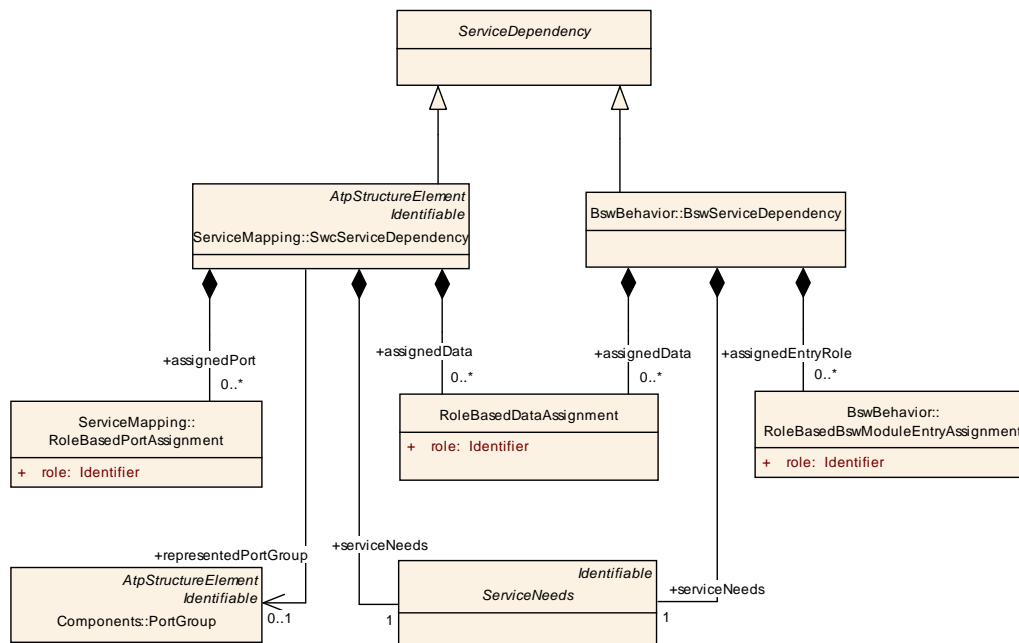 ServiceDependency
AtpStructureElement
Identifiable
ServiceMapping::SwcServiceDependency
BswBehavior::BswServiceDependency
+assignedPort
0..*
+assignedData
0..*
+assignedData
0..*
+assignedEntryRole
0..*
ServiceMapping::
RoleBasedPortAssignment
+ role: Identifier
RoleBasedDataAssignment
+ role: Identifier
BswBehavior::
RoleBasedBswModuleEntryAssignment
+ role: Identifier
+representedPortGroup
0..1
+serviceNeeds
1
+serviceNeeds
1
AtpStructureElement
Identifiable
Components::PortGroup
Identifiable
ServiceNeeds